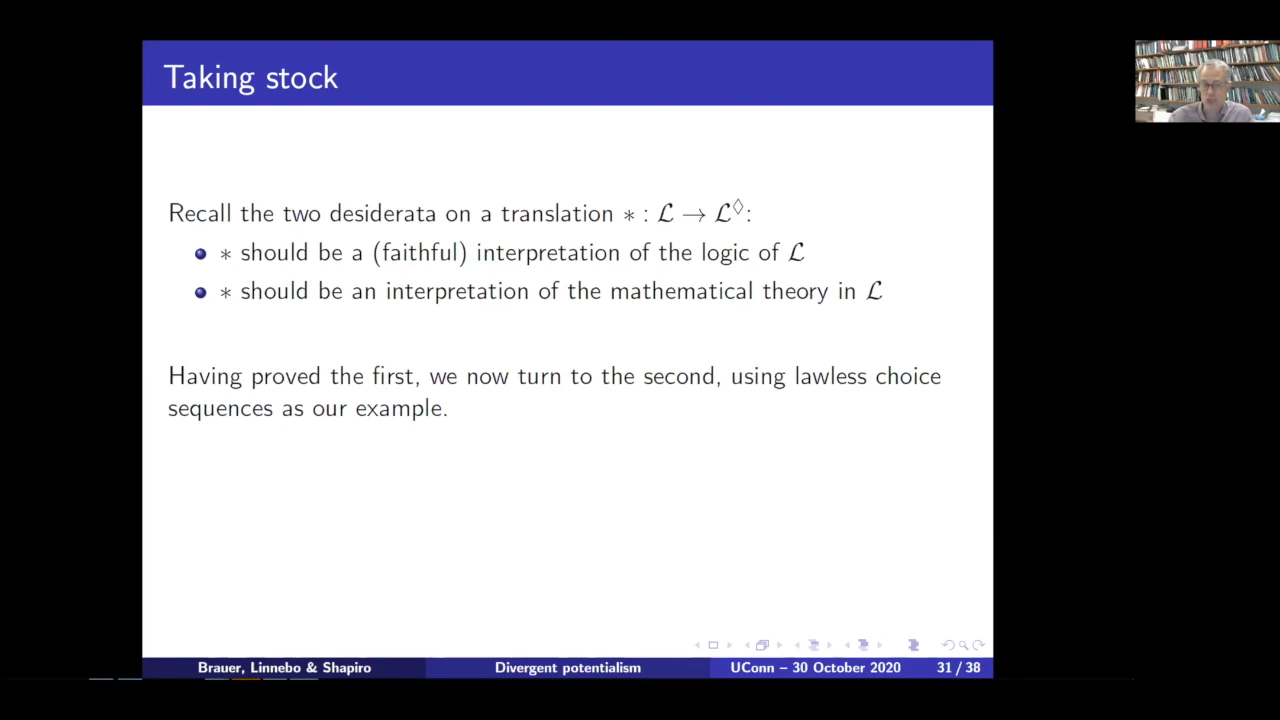 Taking stock
Recall the two desiderata on a translation ∗ : ℒ → ℒ◊:
∗ should be a (faithful) interpretation of the logic of ℒ
∗ should be an interpretation of the mathematical theory in ℒ
Having proved the first, we now turn to the second, using lawless choice
sequences as our example.
Brauer, Linnebo & Shapiro Divergent potentialism UConn – 30 October 2020 31 / 38